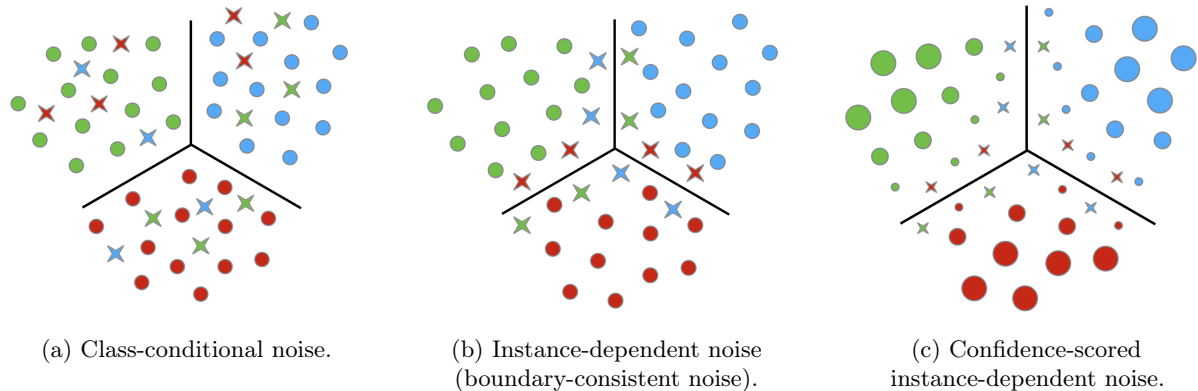 (a) Class-conditional noise.
(b) Instance-dependent noise
(boundary-consistent noise).
(c) Confidence-scored
instance-dependent noise.